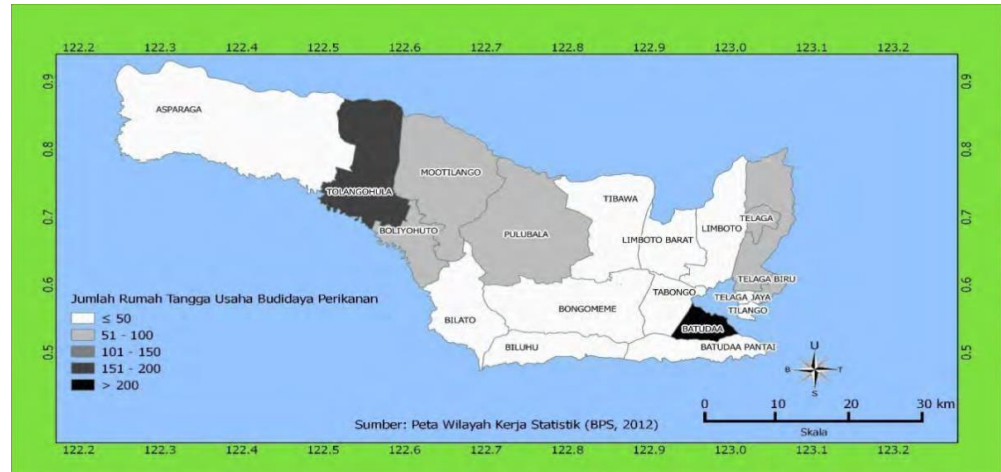 122.2 122.3 122.4 122.5 122.6 122.7 122.8 122.9 123.0 123.1 123.2
0.9 0.9
ASPARAGA
0.8 0.8
MOOTILANGO
TOLANGOHULA
TIBAWA
0.7 0.7
TELAGA
BOLIYOHUTO
PULUBALA
LIMBOTO BARAT
LIMBOTO
0.6 0.6
TELAGA BIRU
TABONGO
TELAGA JAYA
TILANGO
BILATO
BONGOMEME
BATUDAA
0.5 0.5
BILUHU
BATUDAA PANTAI
Jumlah Rumah Tangga Usaha Budidaya Perikanan
≤ 50
51 - 100
101 - 150
151 - 200
> 200
U
B T
S
0 10 20 30 km
Skala
Sumber: Peta Wilayah Kerja Statistik (BPS, 2012)
122.2 122.3 122.4 122.5 122.6 122.7 122.8 122.9 123.0 123.1 123.2